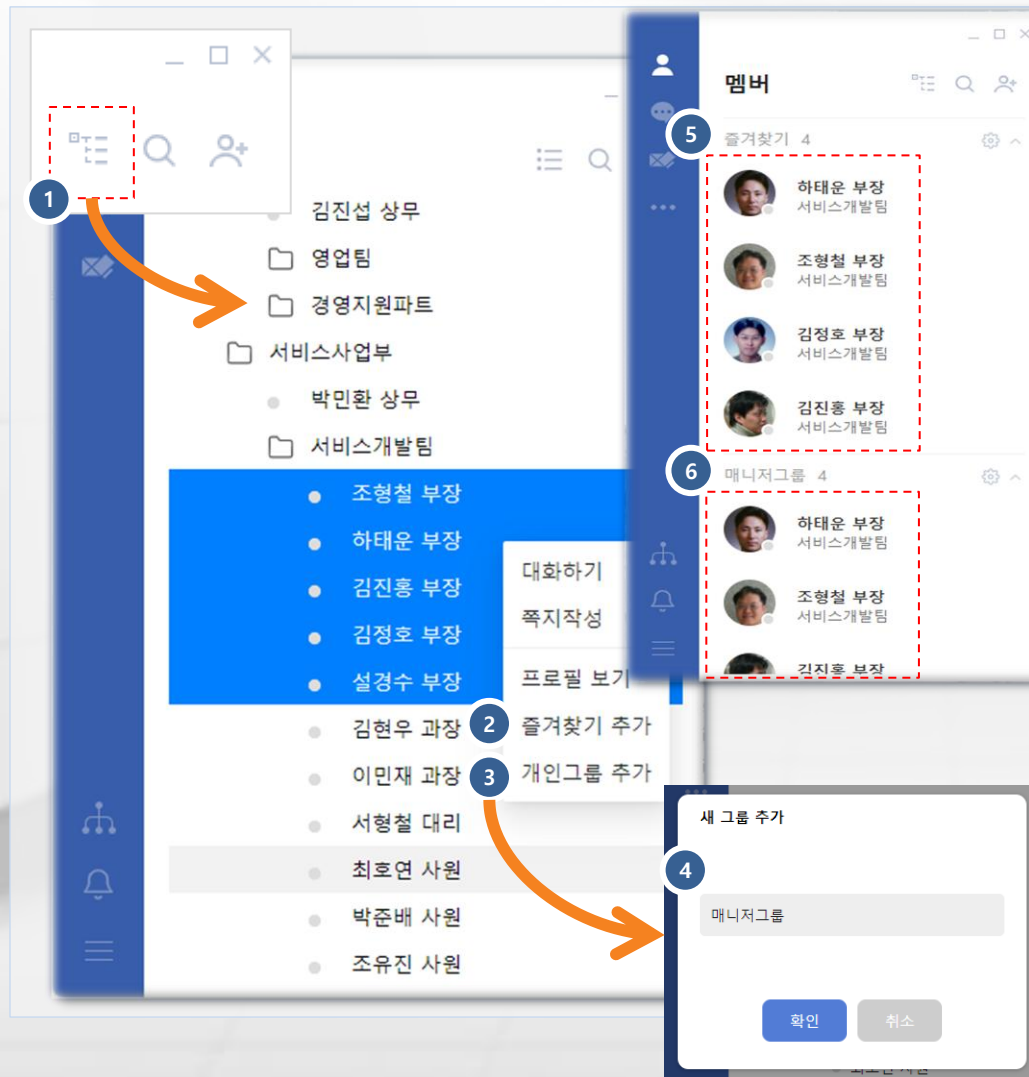 1
김진섭 상무
영업팀
경영지원파트
서비스사업부
박민환 상무
서비스개발팀
조형철 부장
하태운 부장
김진홍 부장
김정호 부장
설경수 부장
김현우 과장
이민재 과장
서형철 대리
최호연 사원
박준배 사원
조유진 사원
대화하기
쪽지작성
프로필 보기
2 즐겨찾기 추가
3 개인그룹 추가
멤버
5 즐겨찾기 4
하태운 부장
서비스개발팀
조형철 부장
서비스개발팀
김정호 부장
서비스개발팀
김진홍 부장
서비스개발팀
6 매니저그룹 4
하태운 부장
서비스개발팀
조형철 부장
서비스개발팀
김진홍 부장
새 그룹 추가
4
매니저그룹
확인 취소